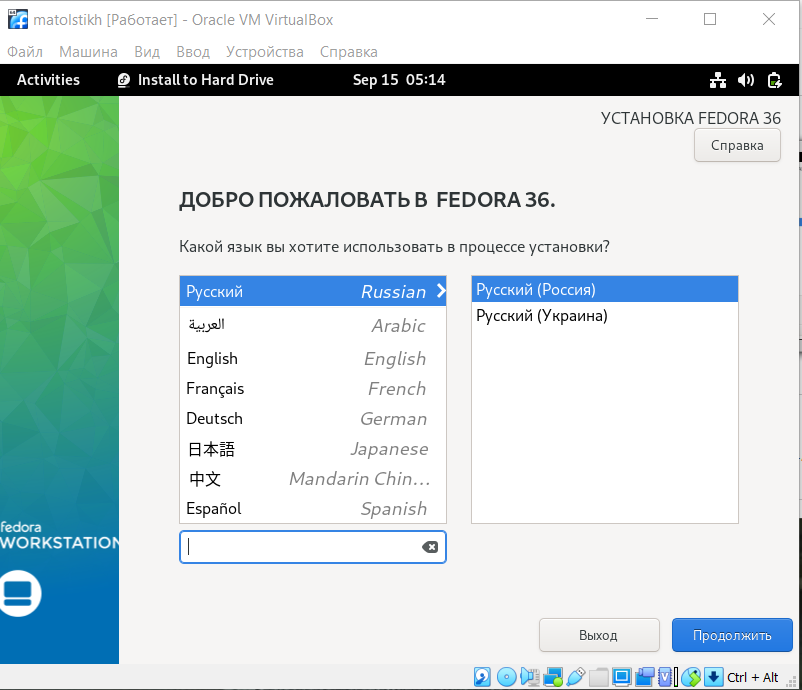 matolstikh [Работает] - Oracle VM VirtualBox
Файл Машина Вид Ввод Устройства Справка
Activities Install to Hard Drive Sep 15 05:14
УСТАНОВКА FEDORA 36
Справка
ДОБРО ПОЖАЛОВАТЬ В FEDORA 36.
Какой язык вы хотите использовать в процессе установки?
Русский Russian
العربية Arabic
English English
Français French
Deutsch German
日本語 Japanese
中文 Mandarin Chin...
Español Spanish
Русский (Россия)
Русский (Украина)
fedora
WORKSTATION
Выход Продолжить
Ctrl + Alt